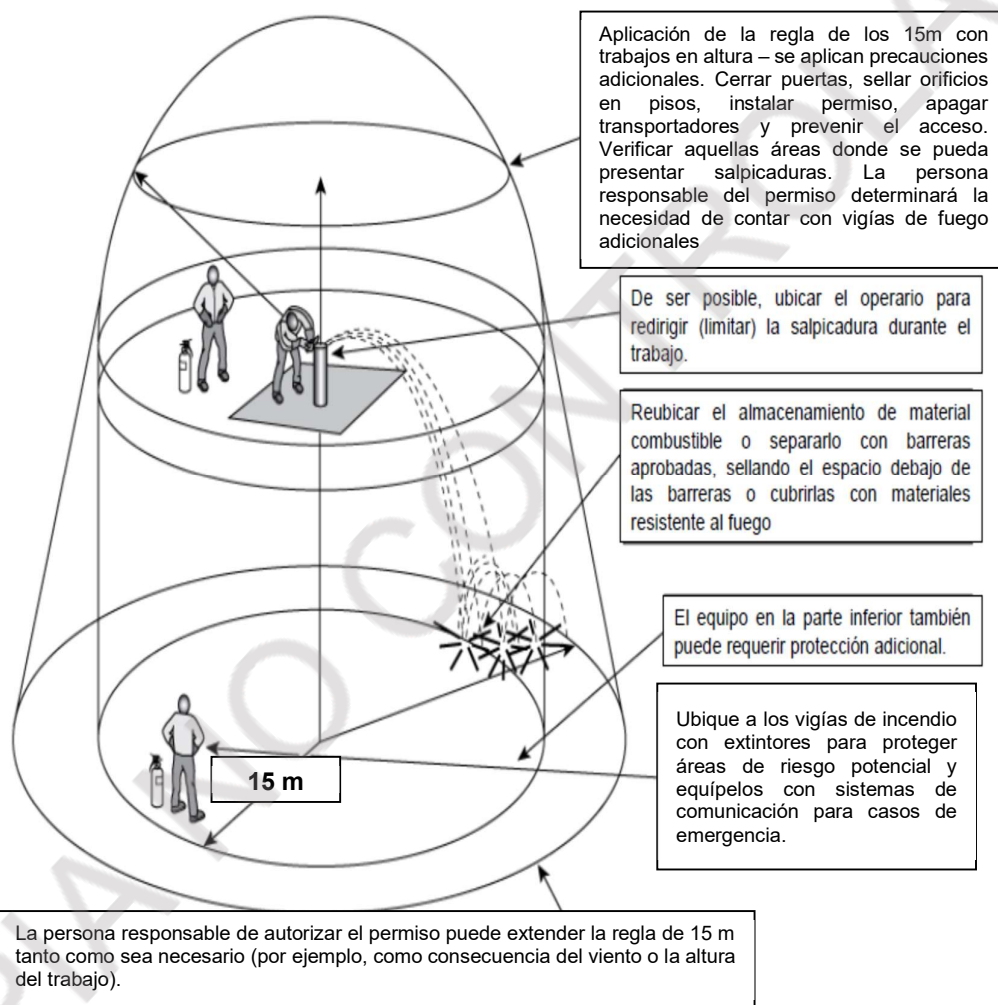 Aplicación de la regla de los 15m con
trabajos en altura – se aplican precauciones
adicionales. Cerrar puertas, sellar orificios
en pisos, instalar permiso, apagar
transportadores y prevenir el acceso.
Verificar aquellas áreas donde se pueda
presentar salpicaduras. La persona
responsable del permiso determinará la
necesidad de contar con vigías de fuego
adicionales
De ser posible, ubicar el operario para
redirigir (limitar) la salpicadura durante el
trabajo.
Reubicar el almacenamiento de material
combustible o separarlo con barreras
aprobadas, sellando el espacio debajo de
las barreras o cubrirlas con materiales
resistente al fuego
El equipo en la parte inferior también
puede requerir protección adicional.
Ubique a los vigías de incendio
con extintores para proteger
áreas de riesgo potencial y
equípelos con sistemas de
comunicación para casos de
emergencia.
15 m
La persona responsable de autorizar el permiso puede extender la regla de 15 m
tanto como sea necesario (por ejemplo, como consecuencia del viento o la altura
del trabajo).